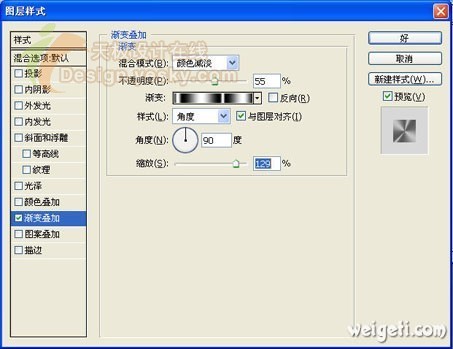 图层样式
样式
混合选项:默认
投影
内阴影
外发光
内发光
斜面和浮雕
等高线
纹理
光泽
颜色叠加
渐变叠加
图案叠加
描边
渐变叠加
渐变
混合模式(B): 颜色减淡
不透明度(P): 55 %
渐变: 反向(R)
样式(L): 角度 与图层对齐(I)
角度(N): 90 度
缩放(S): 129 %
好
取消
新建样式(W)...
预览(V)
天极设计在线
Design.yesky.com
weigeti.com